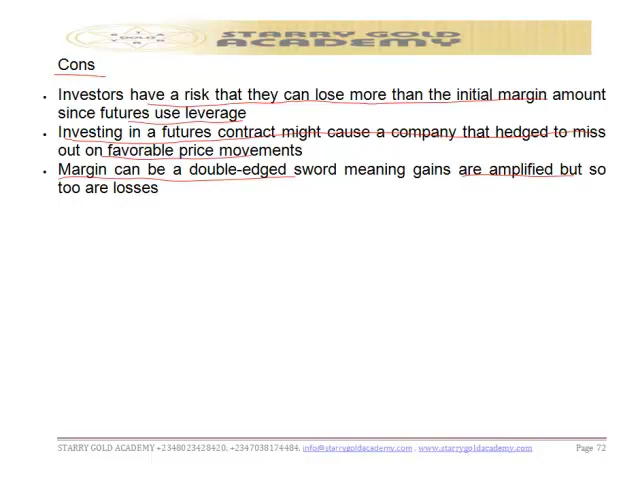 STARRY GOLD
ACADEMY
Cons
• Investors have a risk that they can lose more than the initial margin amount
since futures use leverage
• Investing in a futures contract might cause a company that hedged to miss
out on favorable price movements
• Margin can be a double-edged sword meaning gains are amplified but so
too are losses
STARRY GOLD ACADEMY +2348023428420, +2347038174484, info@starrygoldacademy.com , www.starrygoldacademy.com Page 72